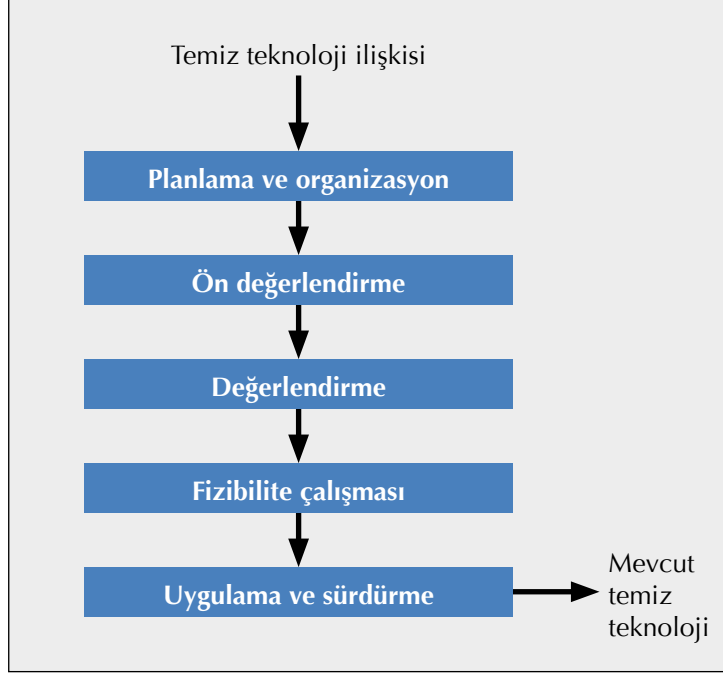 Temiz teknoloji ilişkisi
Planlama ve organizasyon
Ön değerlendirme
Değerlendirme
Fizibilite çalışması
Uygulama ve sürdürme
Mevcut
temiz
teknoloji